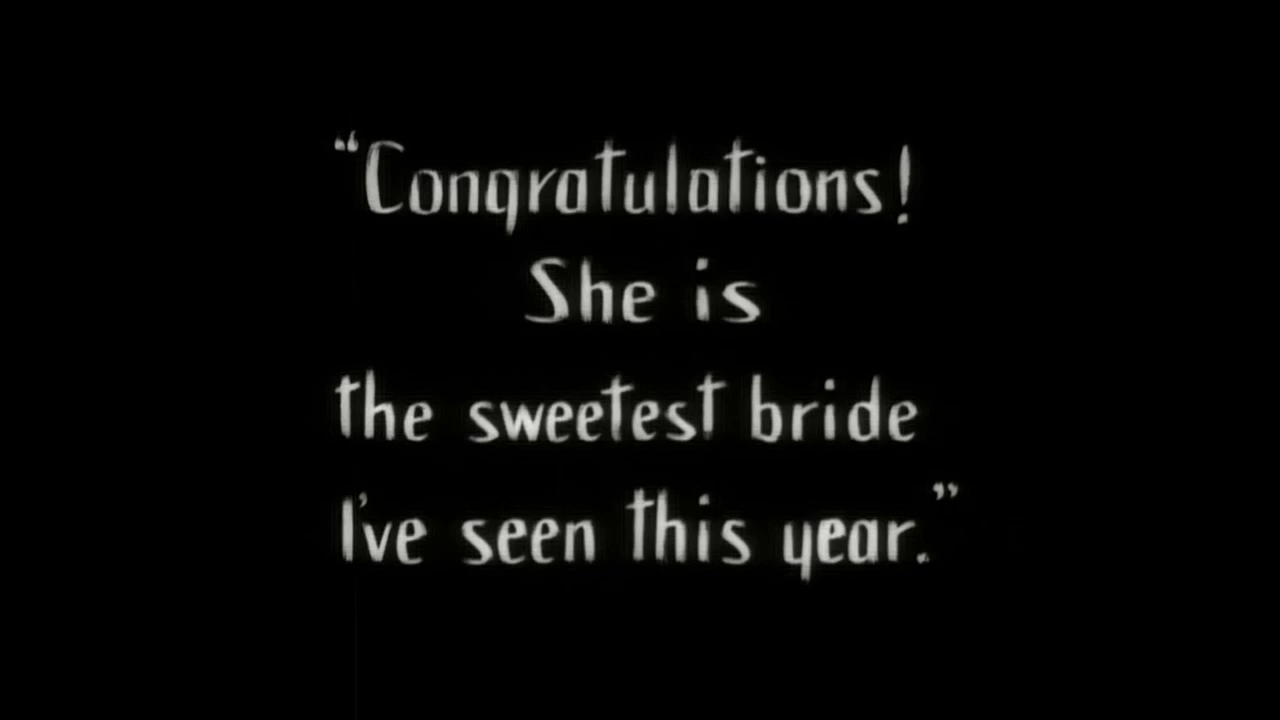 “Congratulations!
She is
the sweetest bride
I've seen this year.”